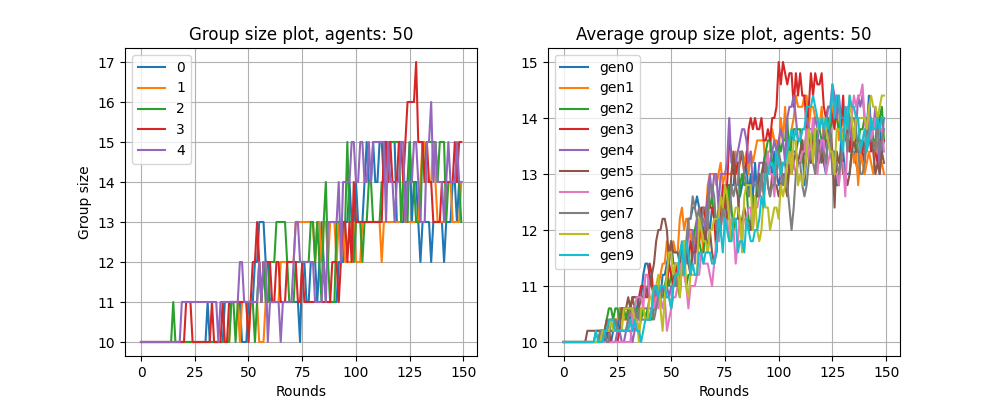 Group size plot, agents: 50
Group size
17
16
15
14
13
12
11
10
0
1
2
3
4
0 25 50 75 100 125 150
Rounds
Average group size plot, agents: 50
15
14
13
12
11
10
gen0
gen1
gen2
gen3
gen4
gen5
gen6
gen7
gen8
gen9
0 25 50 75 100 125 150
Rounds